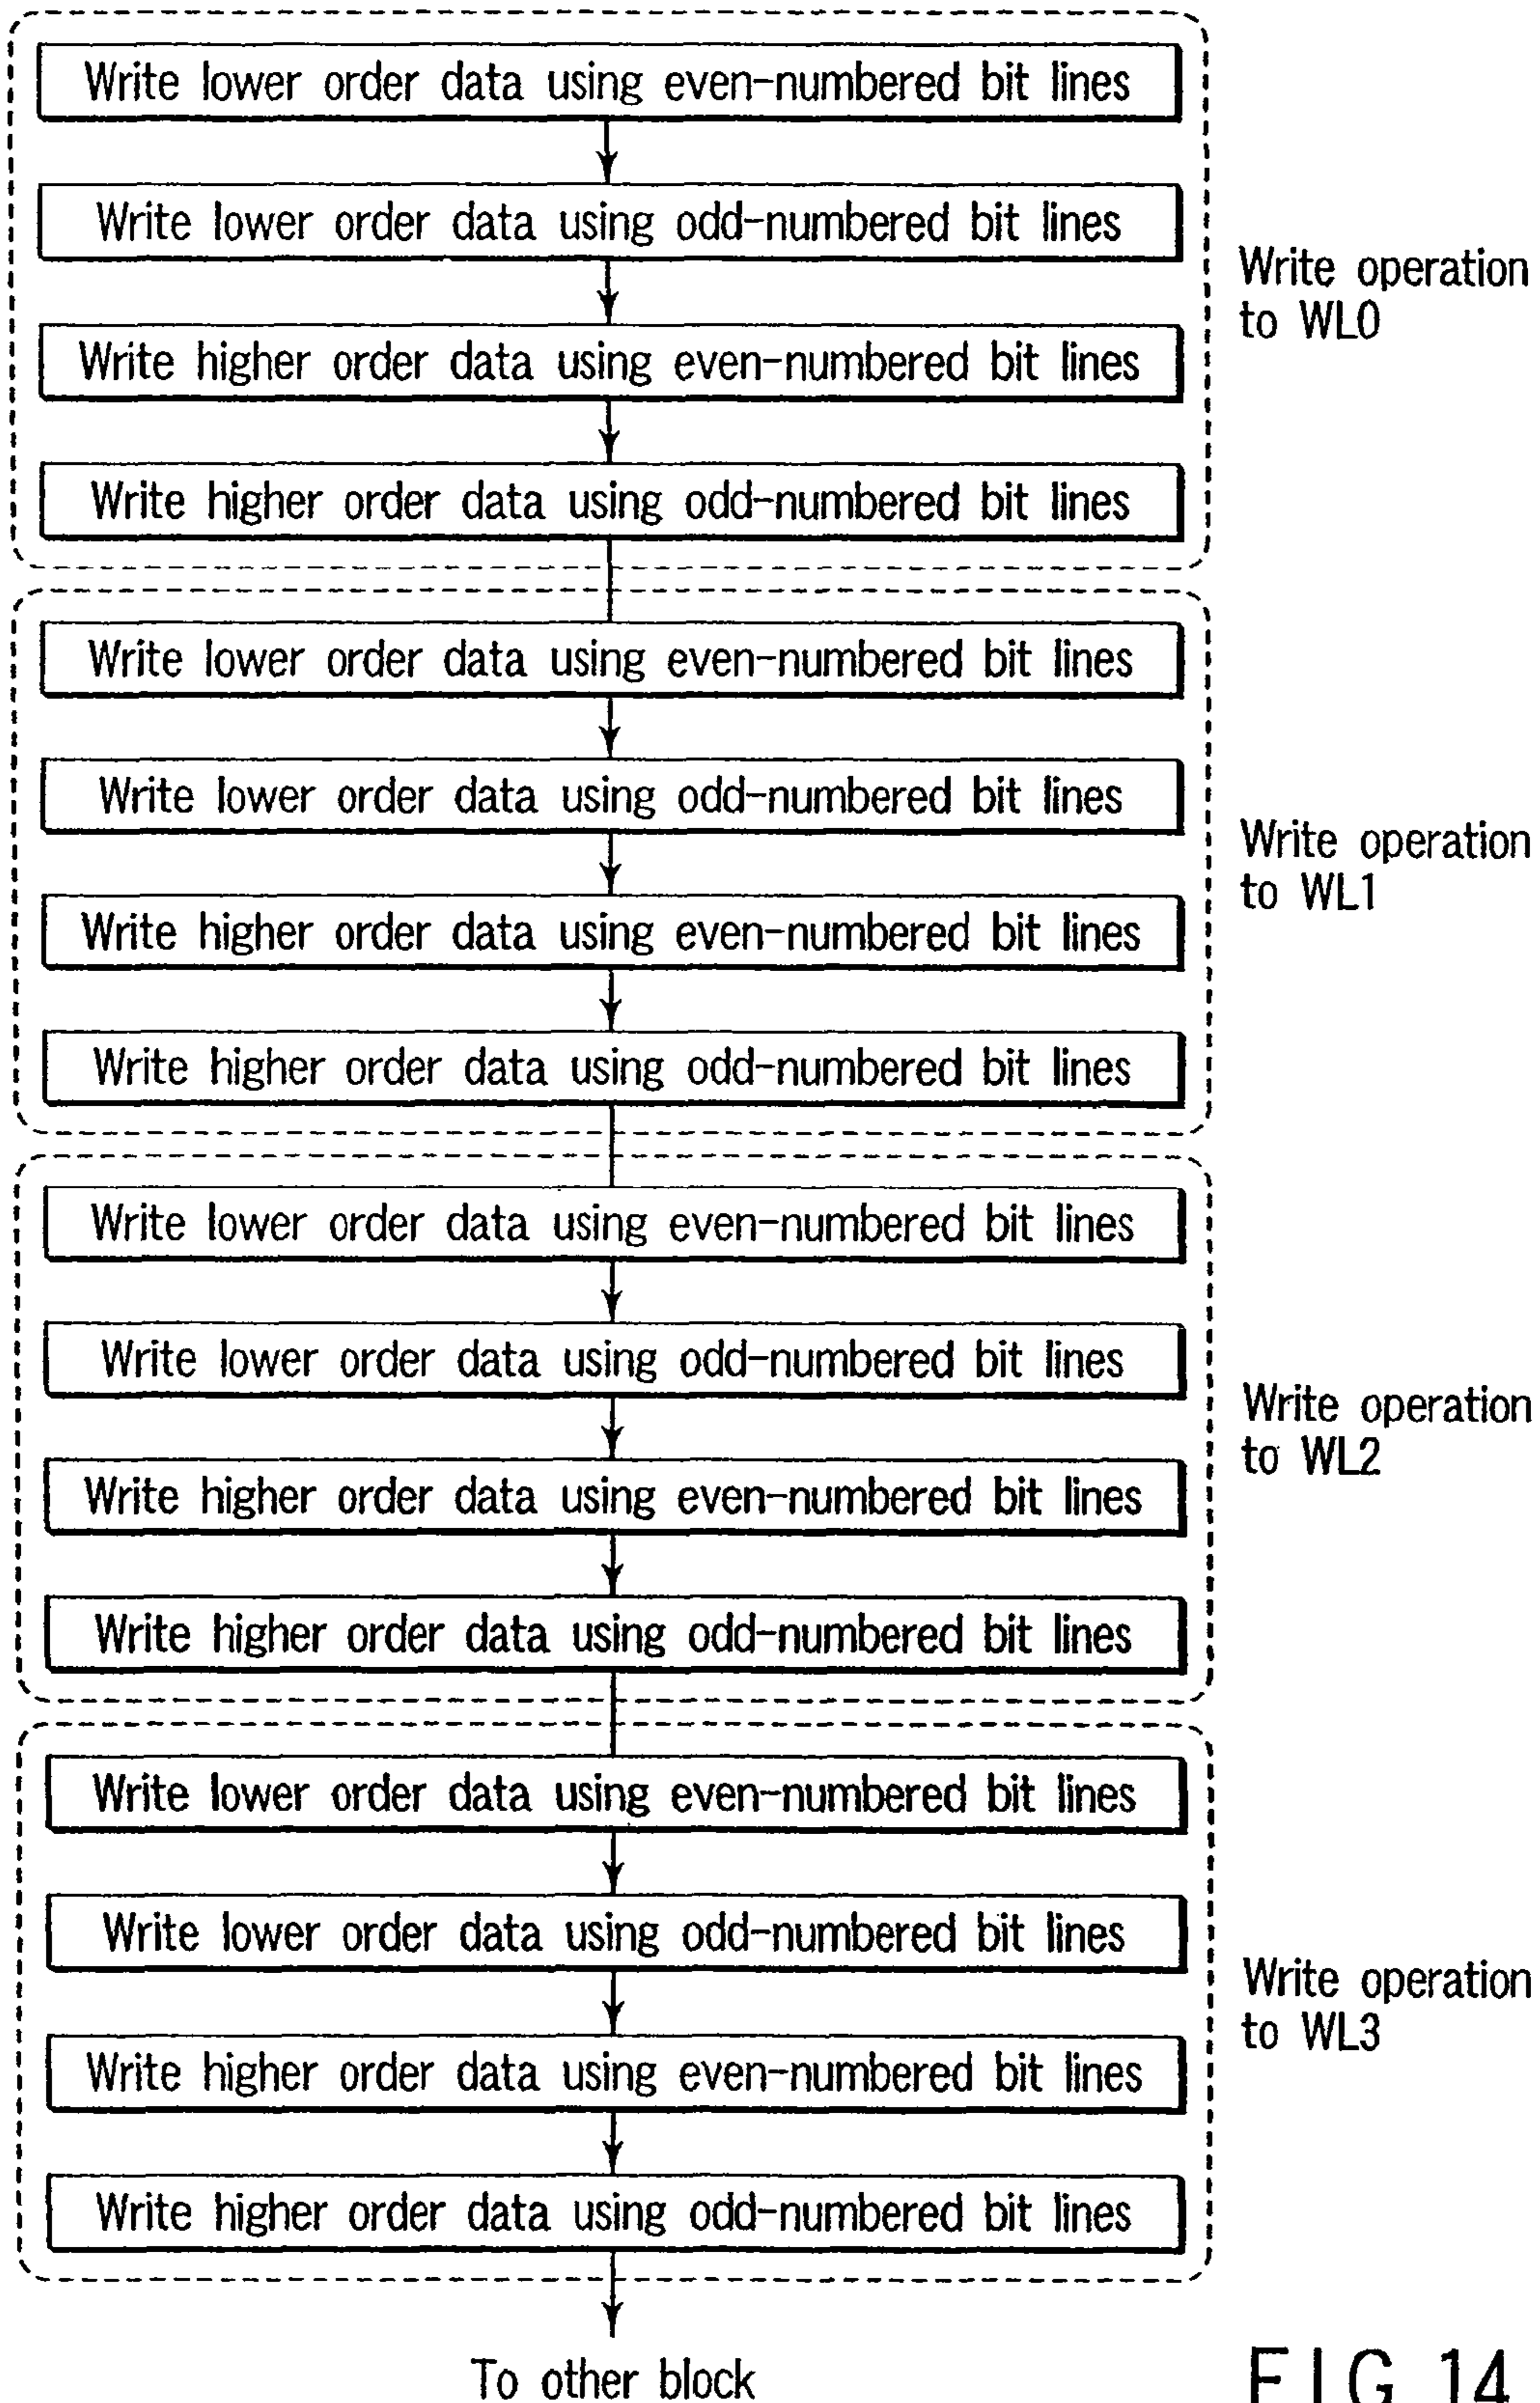 Write lower order data using even-numbered bit lines
Write lower order data using odd-numbered bit lines
Write higher order data using even-numbered bit lines
Write higher order data using odd-numbered bit lines
Write operation
to WL0
Write lower order data using even-numbered bit lines
Write lower order data using odd-numbered bit lines
Write higher order data using even-numbered bit lines
Write higher order data using odd-numbered bit lines
Write operation
to WL1
Write lower order data using even-numbered bit lines
Write lower order data using odd-numbered bit lines
Write higher order data using even-numbered bit lines
Write higher order data using odd-numbered bit lines
Write operation
to WL2
Write lower order data using even-numbered bit lines
Write lower order data using odd-numbered bit lines
Write higher order data using even-numbered bit lines
Write higher order data using odd-numbered bit lines
Write operation
to WL3
To other block
FIG. 14